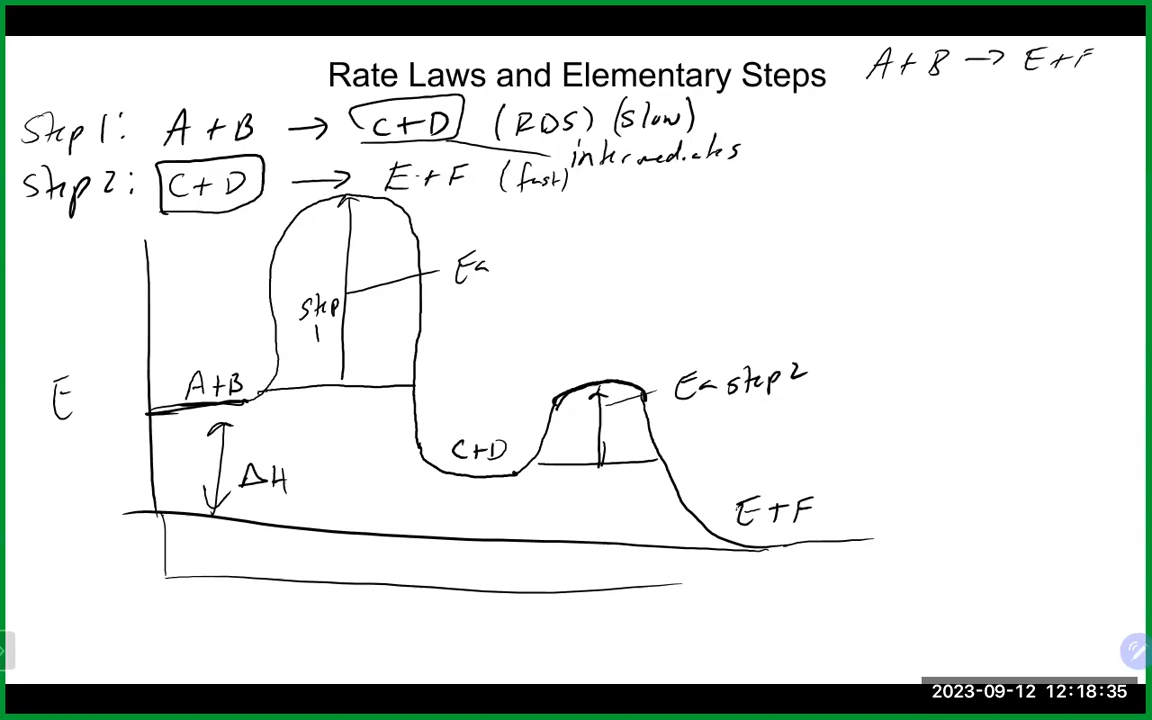 Rate Laws and Elementary Steps
A + B → E + F
Step 1: A + B → C + D (RDS) (slow)
intermediates
Step 2: C + D → E + F (fast)
Ea
Step 1
E
A+B
Ea step 2
C+D
ΔH
E+F
2023-09-12 12:18:35